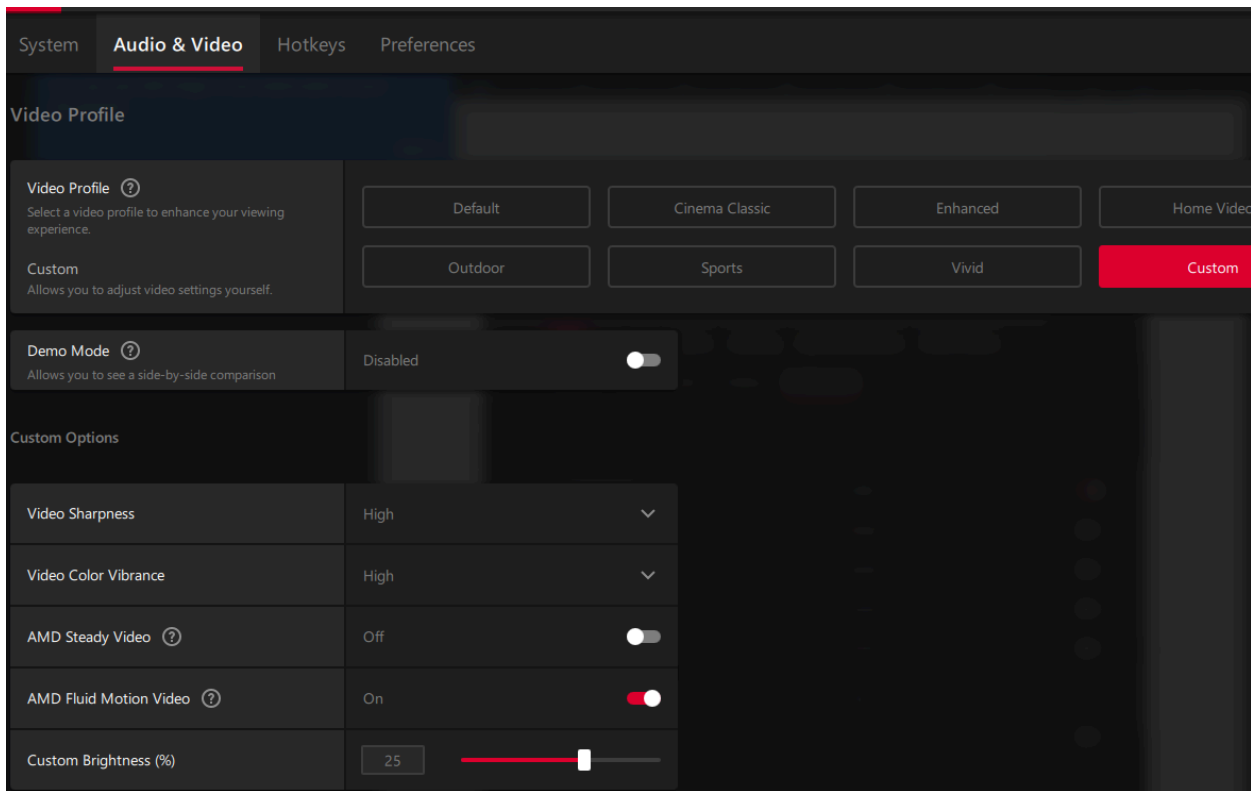 System Audio & Video Hotkeys Preferences
Video Profile
Video Profile ?
Select a video profile to enhance your viewing
experience.
Custom
Allows you to adjust video settings yourself.
Default Cinema Classic Enhanced Home Video
Outdoor Sports Vivid Custom
Demo Mode ?
Allows you to see a side-by-side comparison
Disabled
Custom Options
Video Sharpness High
Video Color Vibrance High
AMD Steady Video ? Off
AMD Fluid Motion Video ? On
Custom Brightness (%) 25